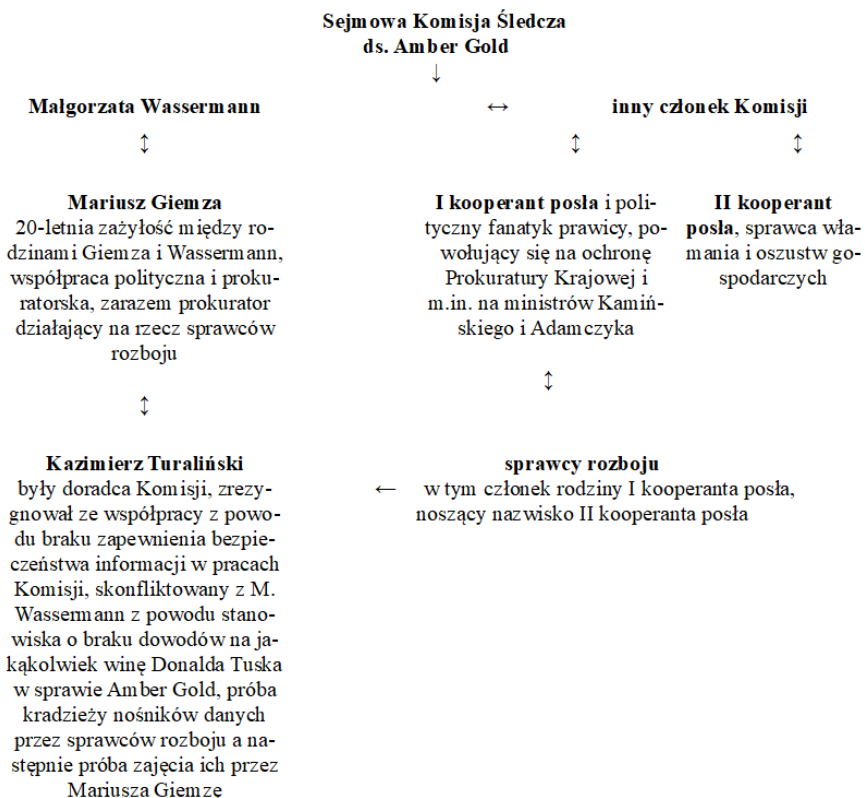 Sejmowa Komisja Śledcza
ds. Amber Gold
↓
Małgorzata Wassermann ↔ inny członek Komisji
↕ ↕ ↕
Mariusz Giemza
20-letnia zażyłość między ro-
dzinami Giemza i Wassermann,
współpraca polityczna i proku-
ratorska, zarazem prokurator
działający na rzecz sprawców
rozboju
I kooperant posła i poli-
tyczny fanatyk prawicy, po-
wołujący się na ochronę
Prokuratury Krajowej i
m.in. na ministrów Kamiń-
skiego i Adamczyka
II kooperant
posła, sprawca wła-
mania i oszustw go-
spodarczych
↕ ↕
Kazimierz Turaliński
były doradca Komisji, zrezy-
gnował ze współpracy z powo-
du braku zapewnienia bezpie-
czeństwa informacji w pracach
Komisji, skonfliktowany z M.
Wassermann z powodu stano-
wiska o braku dowodów na ja-
kąkolwiek winę Donalda Tuska
w sprawie Amber Gold, próba
kradzieży nośników danych
przez sprawców rozboju a na-
stępnie próba zajęcia ich przez
Mariusza Giemzę
←
sprawcy rozboju
w tym członek rodziny I kooperanta posła,
noszący nazwisko II kooperanta posła